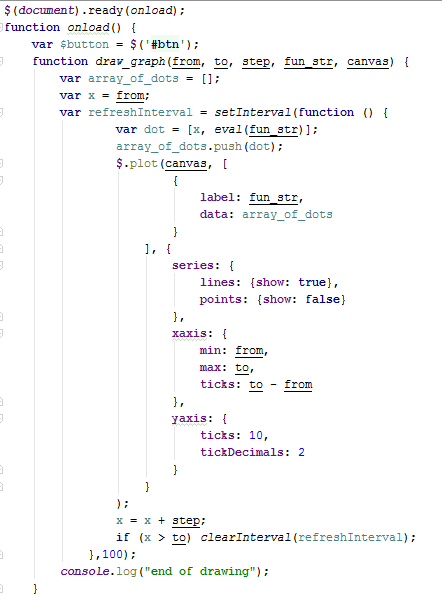 $(document).ready(onload);
function onload() {
    var $button = $('#btn');
    function draw_graph(from, to, step, fun_str, canvas) {
        var array_of_dots = [];
        var x = from;
        var refreshInterval = setInterval(function () {
                var dot = [x, eval(fun_str)];
                array_of_dots.push(dot);
                $.plot(canvas, [
                        {
                            label: fun_str,
                            data: array_of_dots
                        }
                    ], {
                        series: {
                            lines: {show: true},
                            points: {show: false}
                        },
                        xaxis: {
                            min: from,
                            max: to,
                            ticks: to - from
                        },
                        yaxis: {
                            ticks: 10,
                            tickDecimals: 2
                        }
                    }
                );
                x = x + step;
                if (x > to) clearInterval(refreshInterval);
            },100);
        console.log("end of drawing");
    }